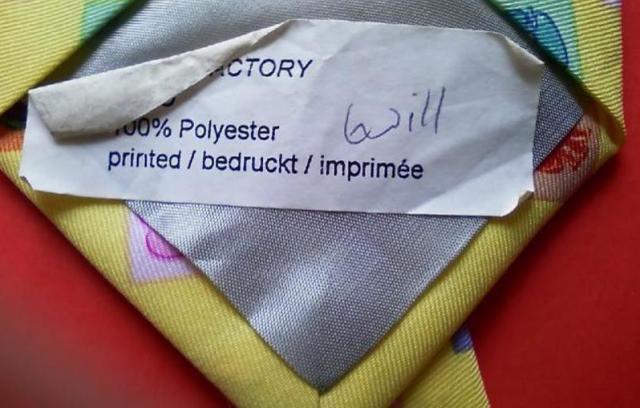 ACTORY
100% Polyester
Will
printed / bedruckt / imprimée